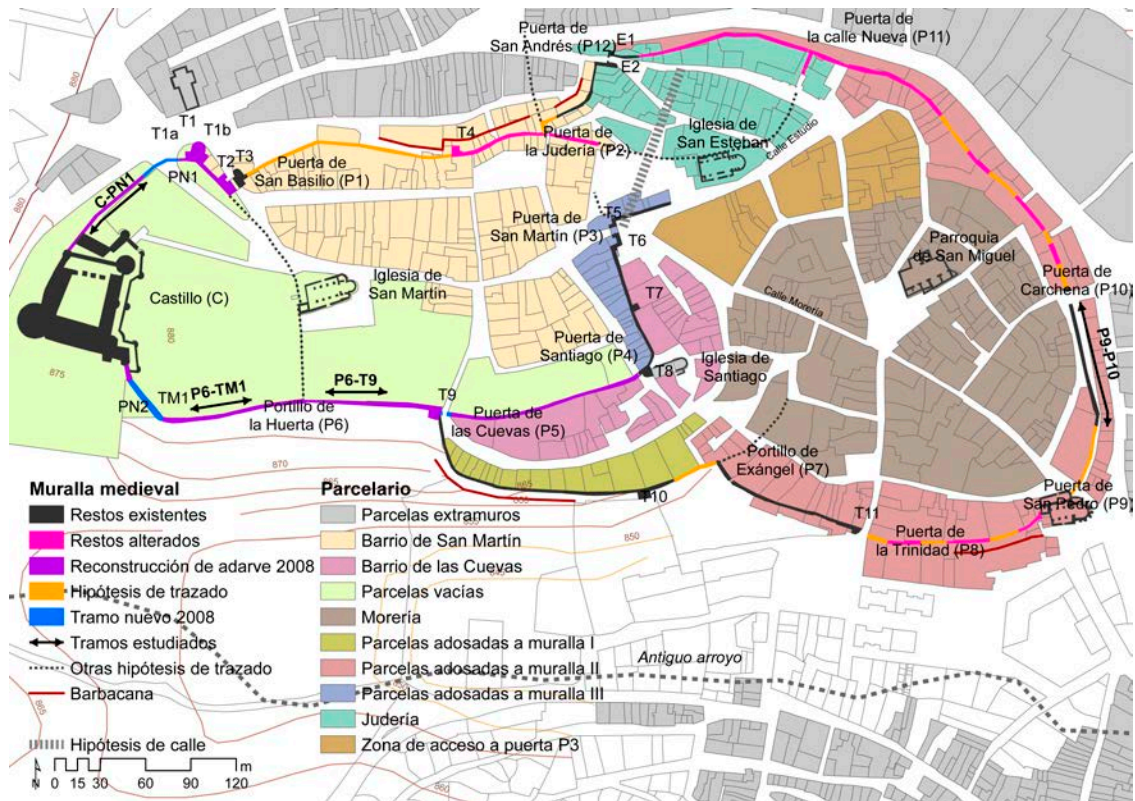 Puerta de
San Andrés (P12)
E1
E2
Puerta de
la calle Nueva (P11)
880
880
T1
T1a
T1b
T2
T3
PN1
Puerta de
San Basilio (P1)
T4
Puerta de
la Judería (P2)
Iglesia de
San Esteban
Calle Estudio
C-PN1
Puerta de
San Martín (P3)
T5
T6
Parroquia
de San Miguel
Castillo (C)
880
Iglesia de
San Martín
Calle Morería
Puerta de
Carchena (P10)
T7
Puerta de
Santiago (P4)
T8
Iglesia de
Santiago
P9-P10
875
PN2
TM1
P6-TM1
P6-T9
Portillo de
la Huerta (P6)
T9
Puerta de
las Cuevas (P5)
Portillo de
Exángel (P7)
870
865
855
T10
T11
Puerta de
San Pedro (P9)
Puerta de
la Trinidad (P8)
850
845
Muralla medieval
Restos existentes
Restos alterados
Reconstrucción de adarve 2008
Hipótesis de trazado
Tramo nuevo 2008
Tramos estudiados
Otras hipótesis de trazado
Barbacana
Hipótesis de calle
Parcelario
Parcelas extramuros
Barrio de San Martín
Barrio de las Cuevas
Parcelas vacías
Morería
Parcelas adosadas a muralla I
Parcelas adosadas a muralla II
Parcelas adosadas a muralla III
Judería
Zona de acceso a puerta P3
Antiguo arroyo
865
860
N
0 15 30 60 90 120
m